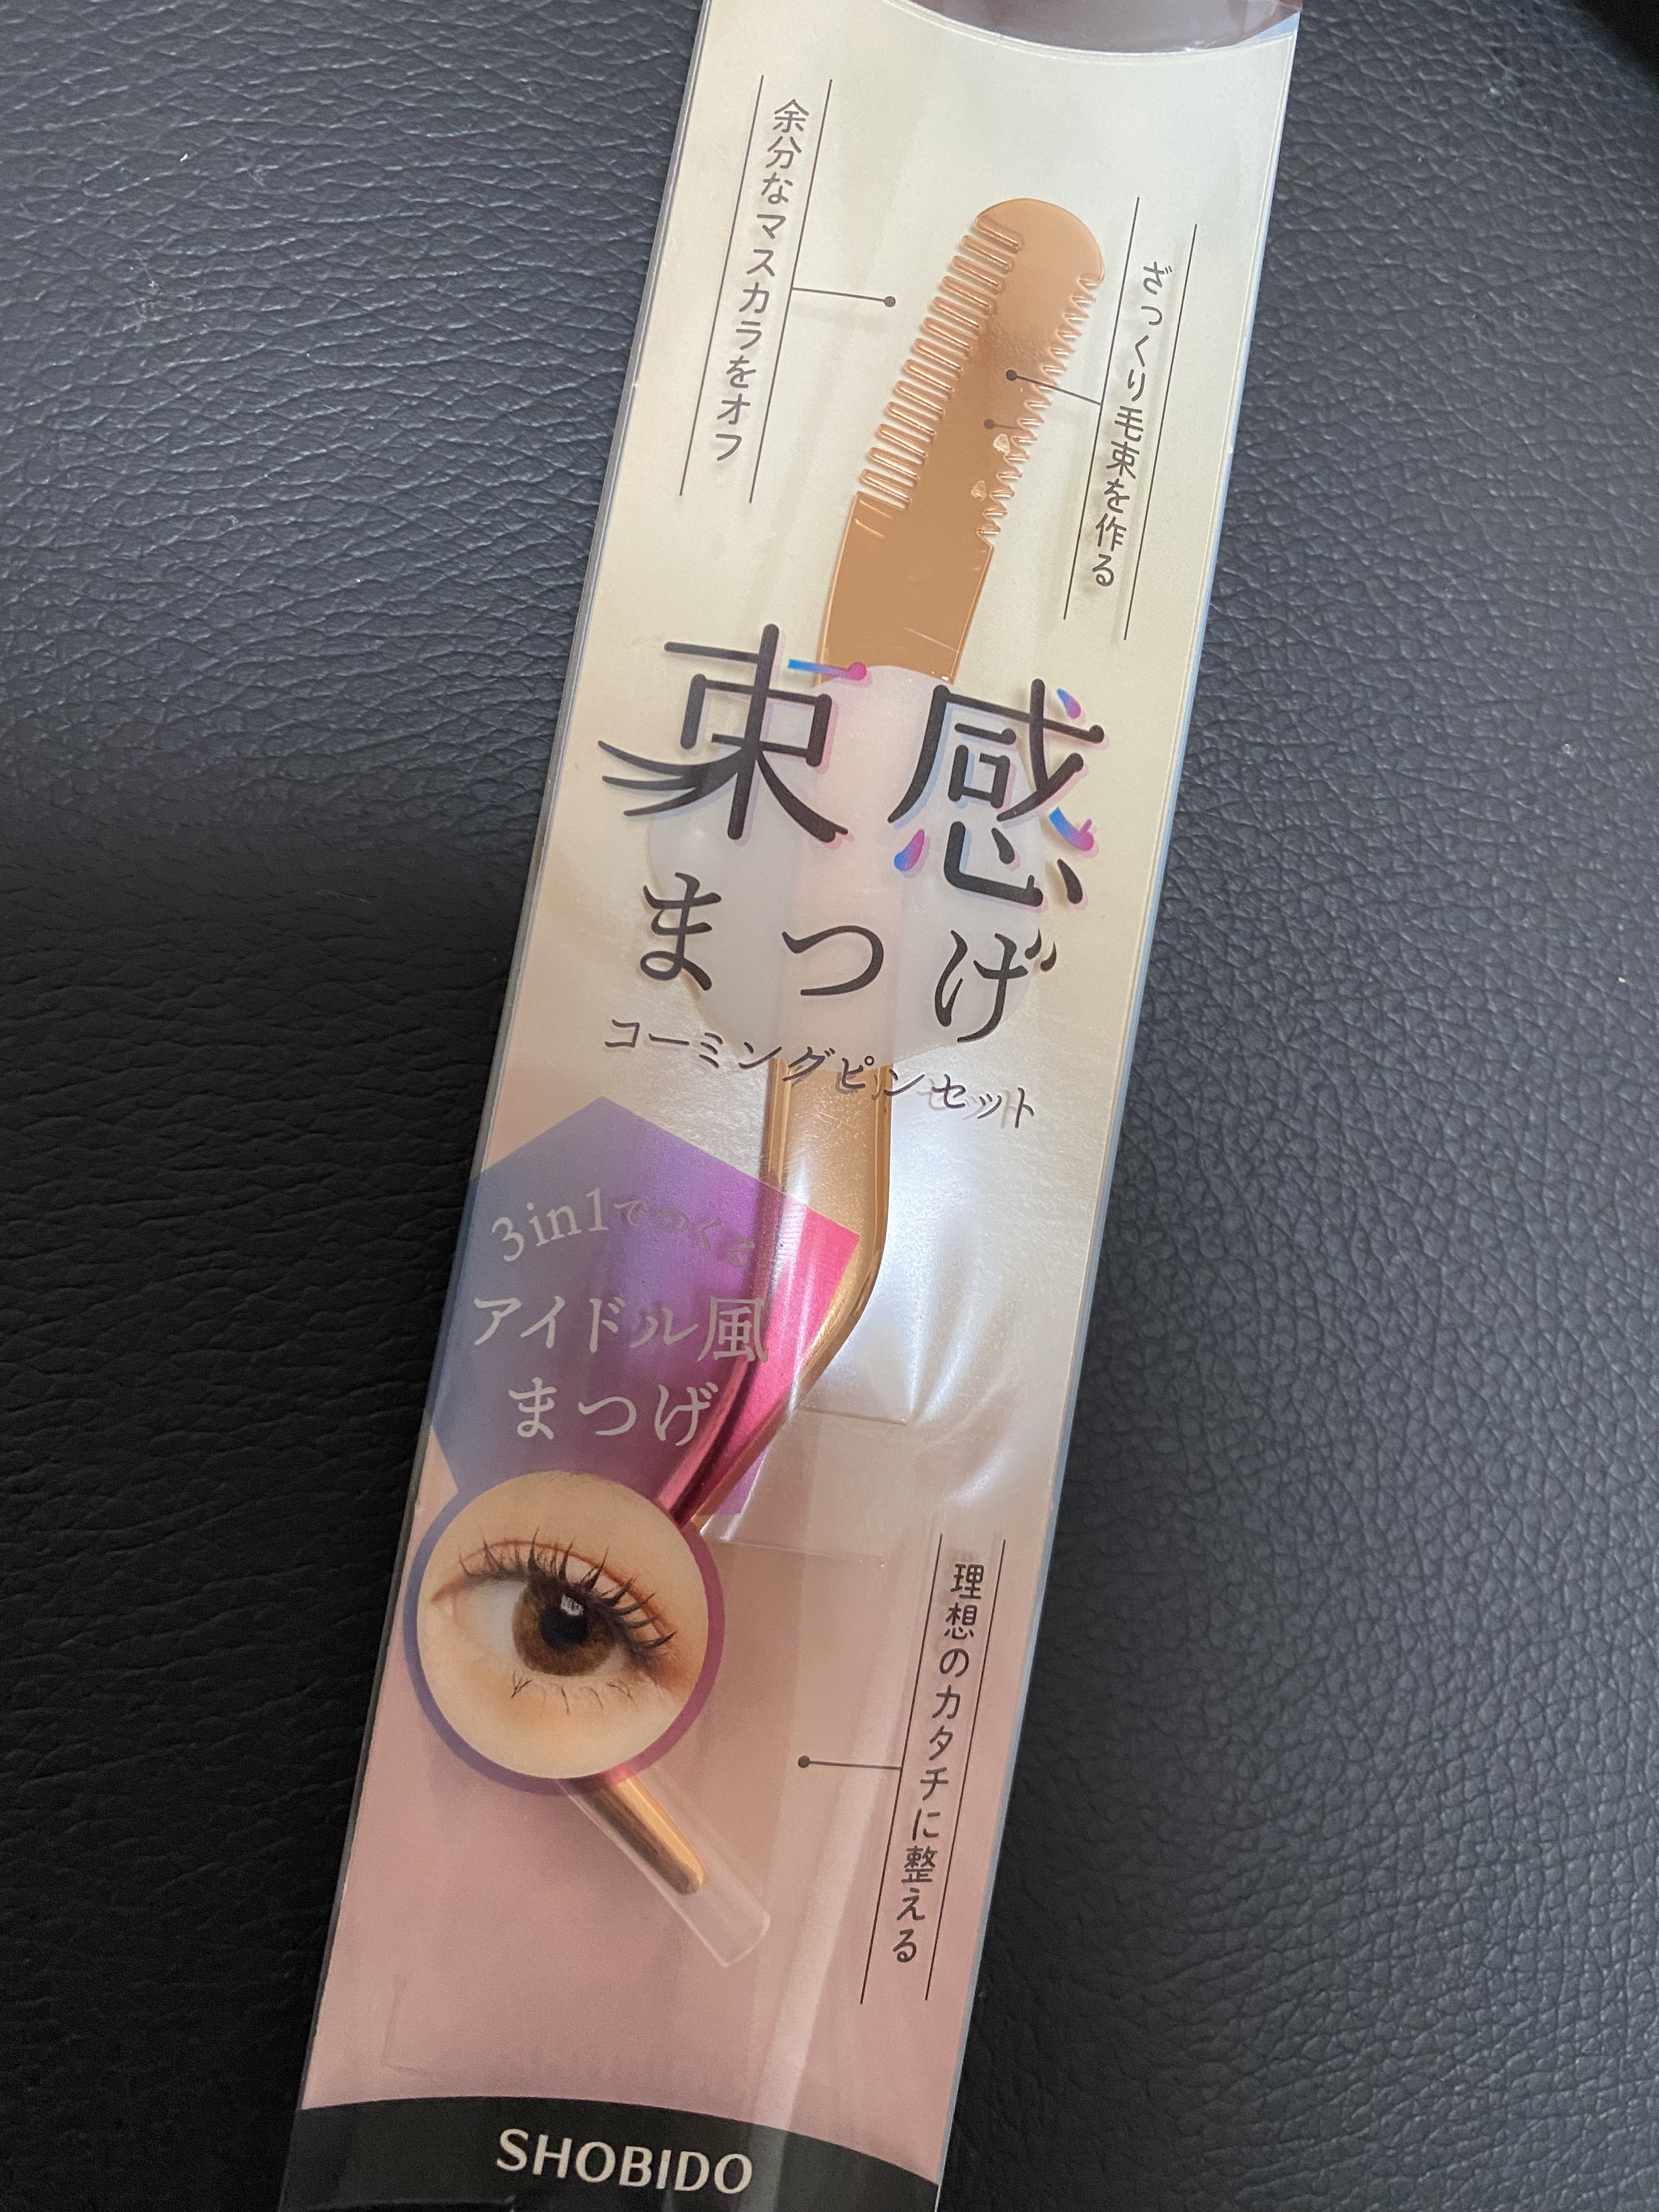 余分なマスカラをオフ
ざっくり毛束を作る
束感
まつげ
コーミングピンセット
3in1でつくる
アイドル風
まつげ
理想のカタチに整える
SHOBIDO